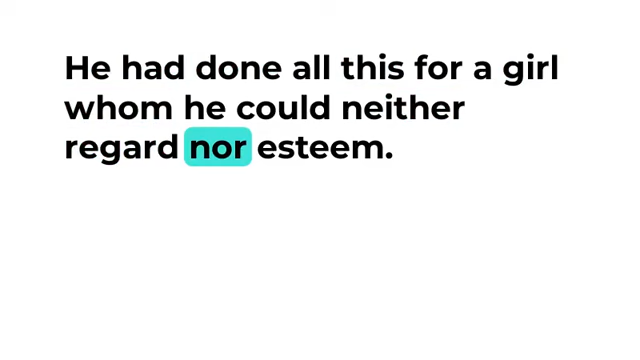 He had done all this for a girl
whom he could neither
regard nor esteem.